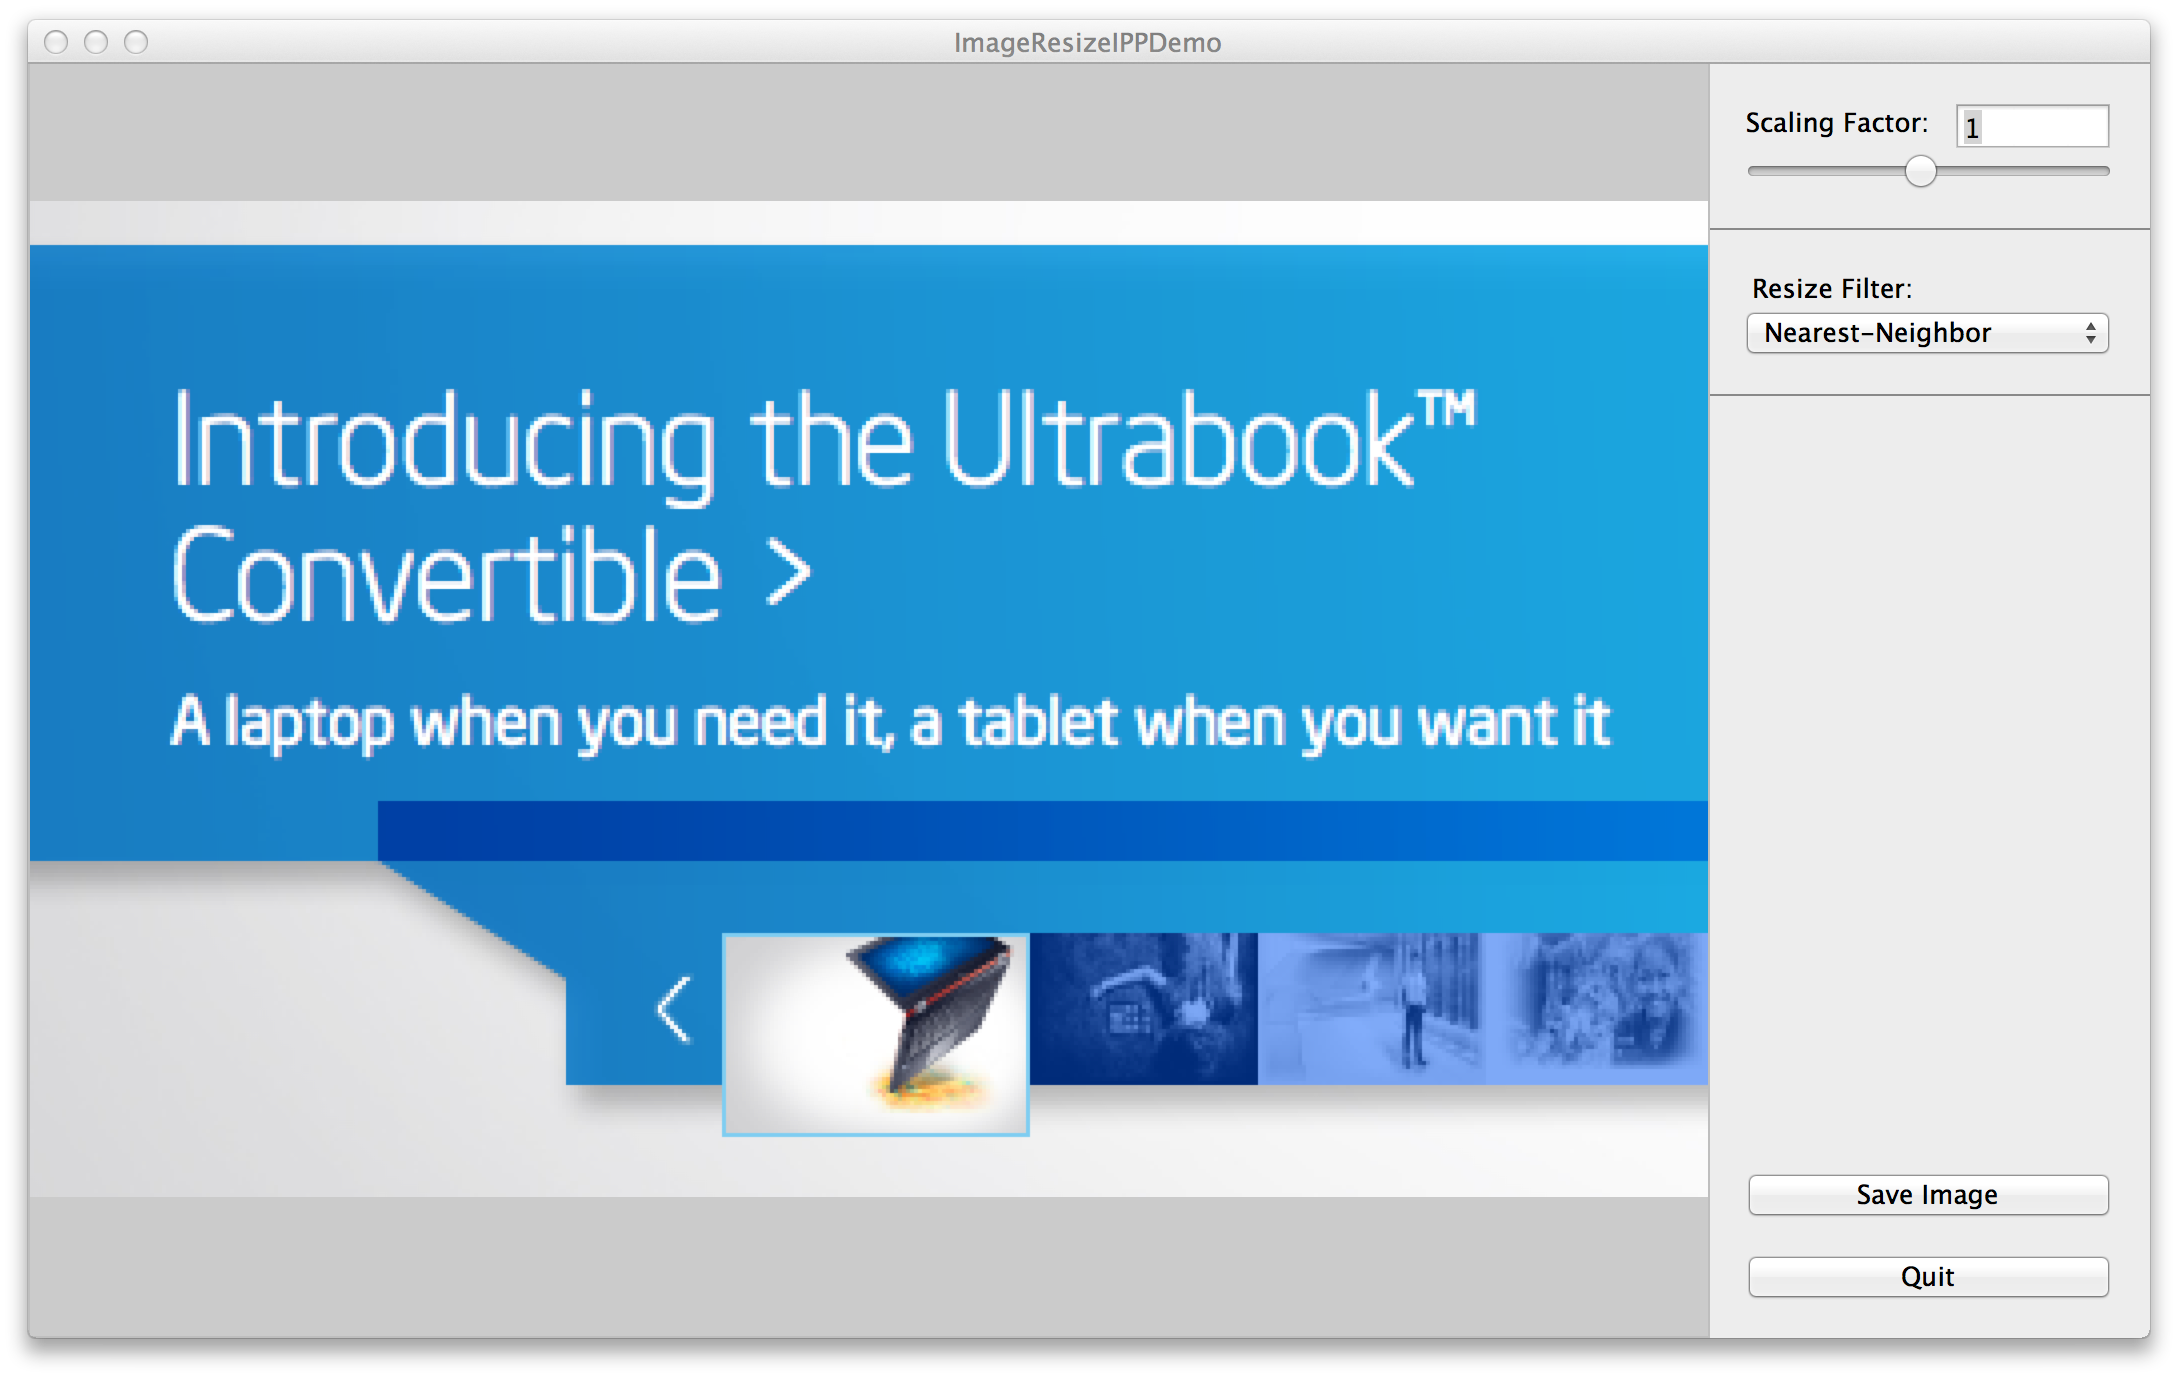 ImageResizeIPPDemo
Scaling Factor: 1
Resize Filter:
Nearest-Neighbor
Introducing the Ultrabook™
Convertible >
A laptop when you need it, a tablet when you want it
Save Image
Quit